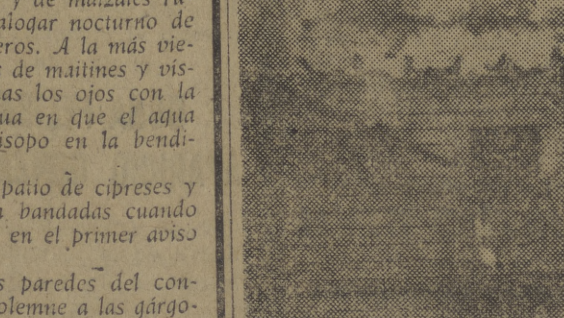 y de maizales ru-
alogar nocturno de
eros. A la más vie-
de maitines y vís-
as los ojos con la
ua en que el agua
isopo en la bendi-
patio de cipreses y
bandadas cuando
en el primer aviso
s paredes del con-
olemne a las gárgo-